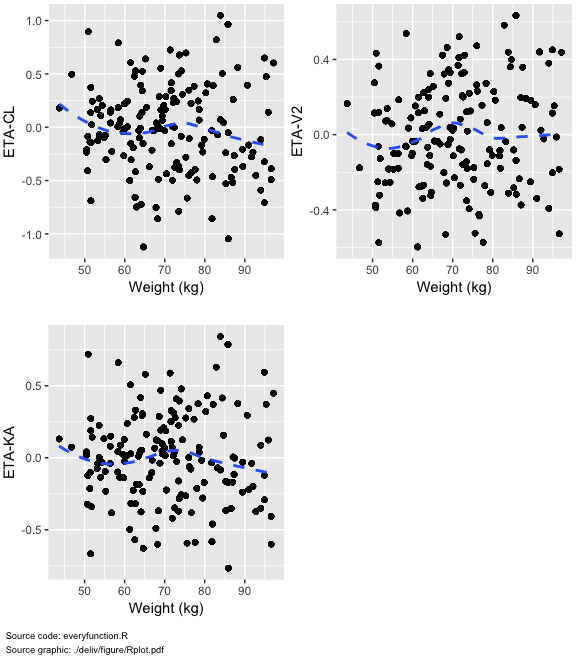 ETA-CL
1.0
0.5
0.0
-0.5
-1.0
50 60 70 80 90
Weight (kg)
ETA-V2
0.4
0.0
-0.4
50 60 70 80 90
Weight (kg)
ETA-KA
0.5
0.0
-0.5
50 60 70 80 90
Weight (kg)
Source code: everyfunction.R
Source graphic: ./deliv/figure/Rplot.pdf